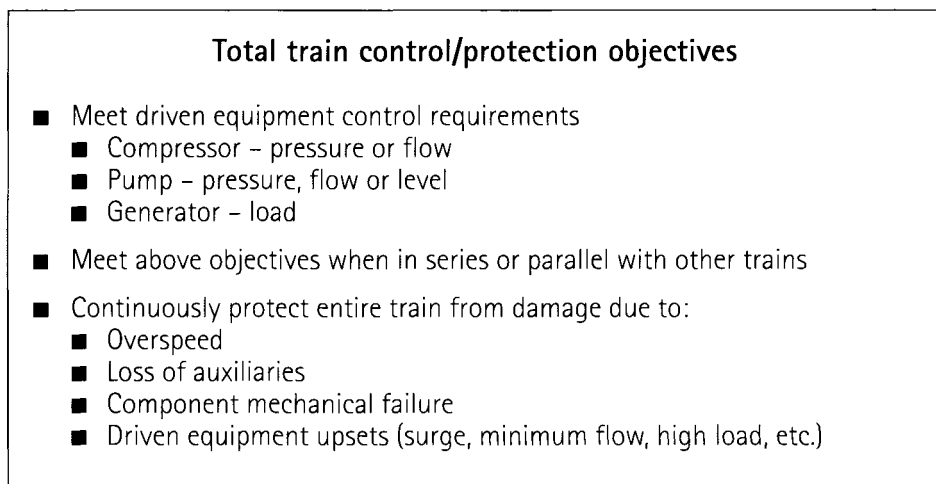 Total train control/protection objectives
■ Meet driven equipment control requirements
■ Compressor – pressure or flow
■ Pump – pressure, flow or level
■ Generator – load
■ Meet above objectives when in series or parallel with other trains
■ Continuously protect entire train from damage due to:
■ Overspeed
■ Loss of auxiliaries
■ Component mechanical failure
■ Driven equipment upsets (surge, minimum flow, high load, etc.)